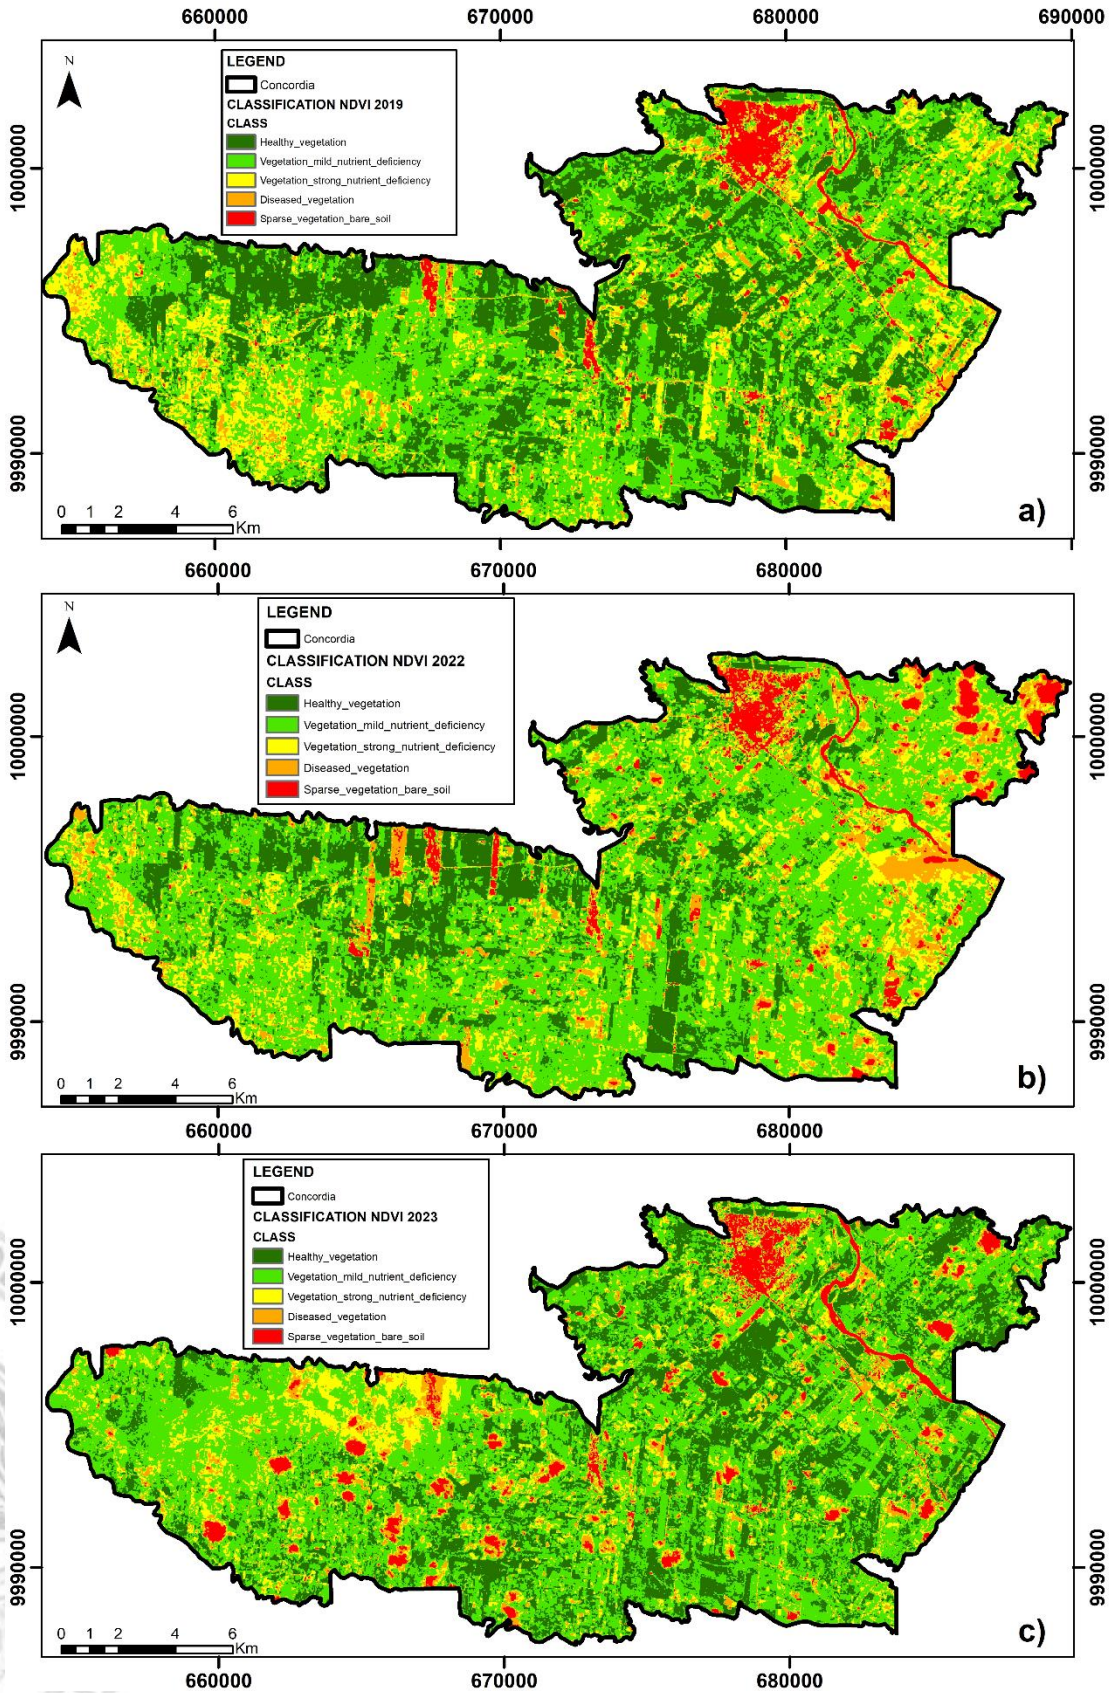 660000 670000 680000 690000
N
LEGEND
Concordia
CLASSIFICATION NDVI 2019
CLASS
Healthy_vegetation
Vegetation_mild_nutrient_deficiency
Vegetation_strong_nutrient_deficiency
Diseased_vegetation
Sparse_vegetation_bare_soil
10000000
10000000
9990000
9990000
0 1 2 4 6
Km
a)
660000 670000 680000 690000
660000 670000 680000
N
LEGEND
Concordia
CLASSIFICATION NDVI 2022
CLASS
Healthy_vegetation
Vegetation_mild_nutrient_deficiency
Vegetation_strong_nutrient_deficiency
Diseased_vegetation
Sparse_vegetation_bare_soil
10000000
10000000
9990000
9990000
0 1 2 4 6
Km
b)
660000 670000 680000
LEGEND
Concordia
CLASSIFICATION NDVI 2023
CLASS
Healthy_vegetation
Vegetation_mild_nutrient_deficiency
Vegetation_strong_nutrient_deficiency
Diseased_vegetation
Sparse_vegetation_bare_soil
10000000
10000000
9990000
9990000
0 1 2 4 6
Km
c)
660000 670000 680000